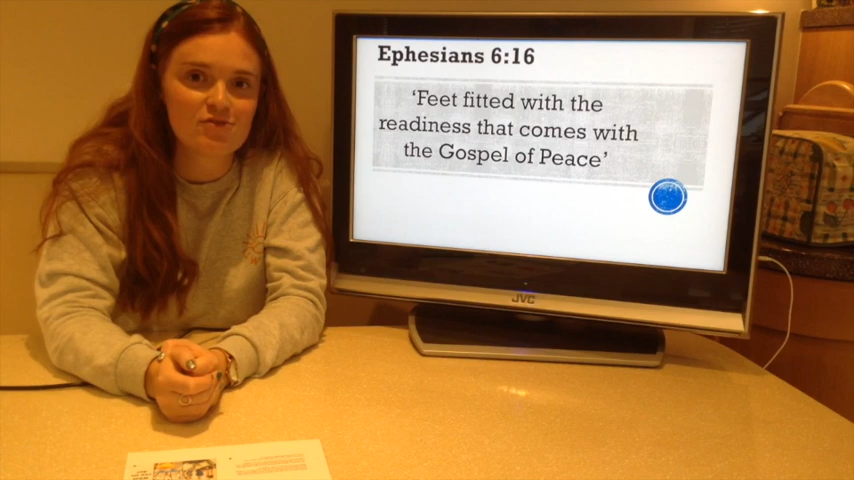 Ephesians 6:16
‘Feet fitted with the
readiness that comes with
the Gospel of Peace’
JVC